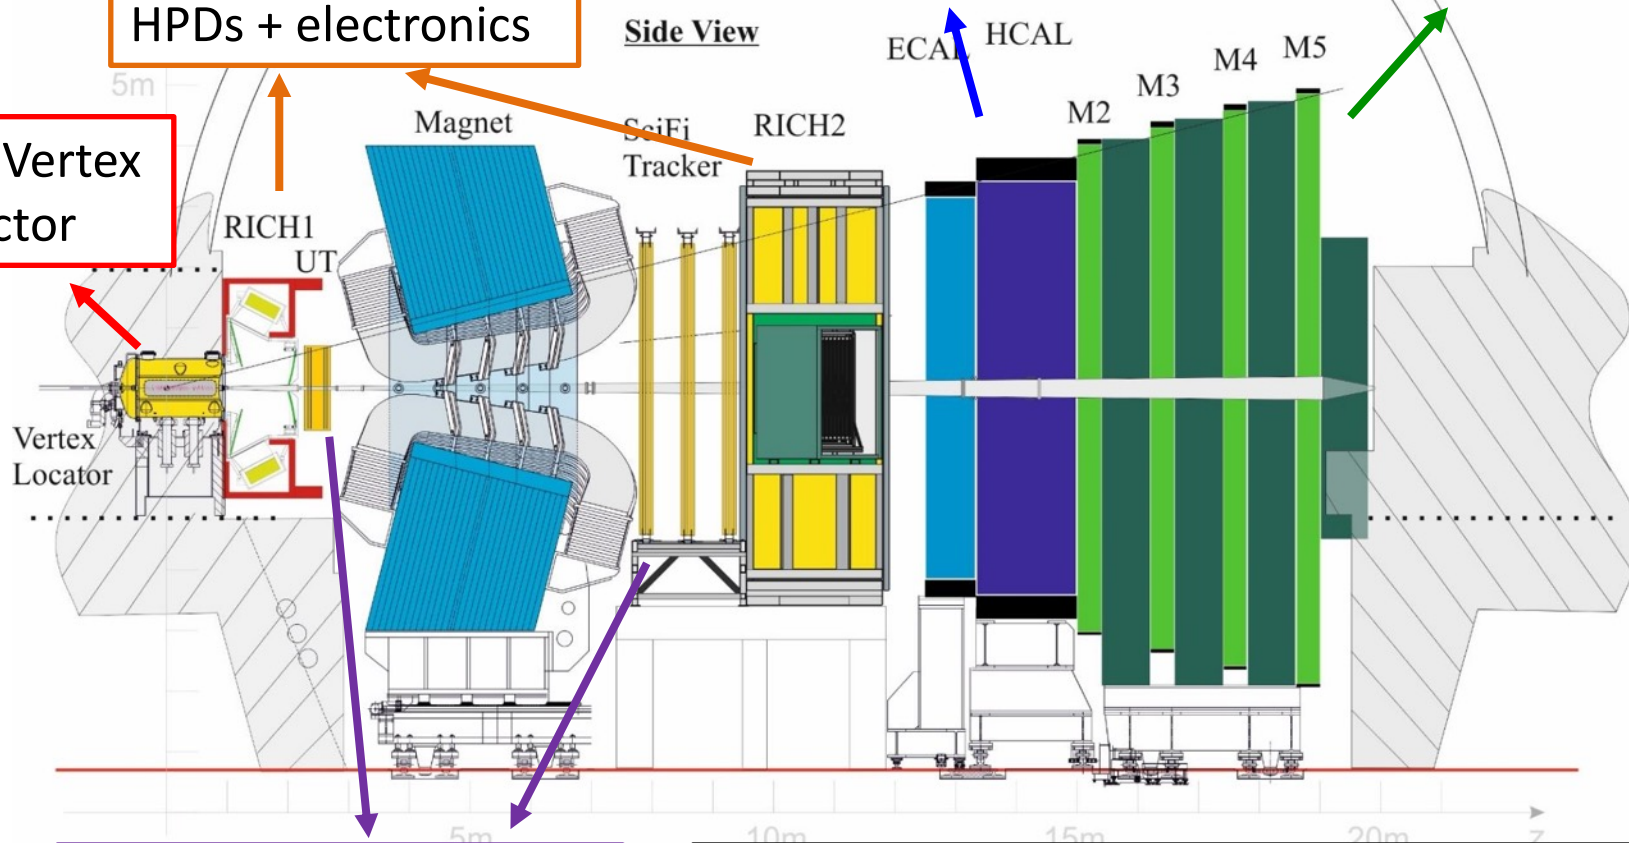 HPDs + electronics
Side View
ECAL
HCAL
M5
M4
M3
M2
5m
Magnet
SciFi
Tracker
RICH2
Vertex
ctor
RICH1
UT
Vertex
Locator
5m
10m
15m
20m
z